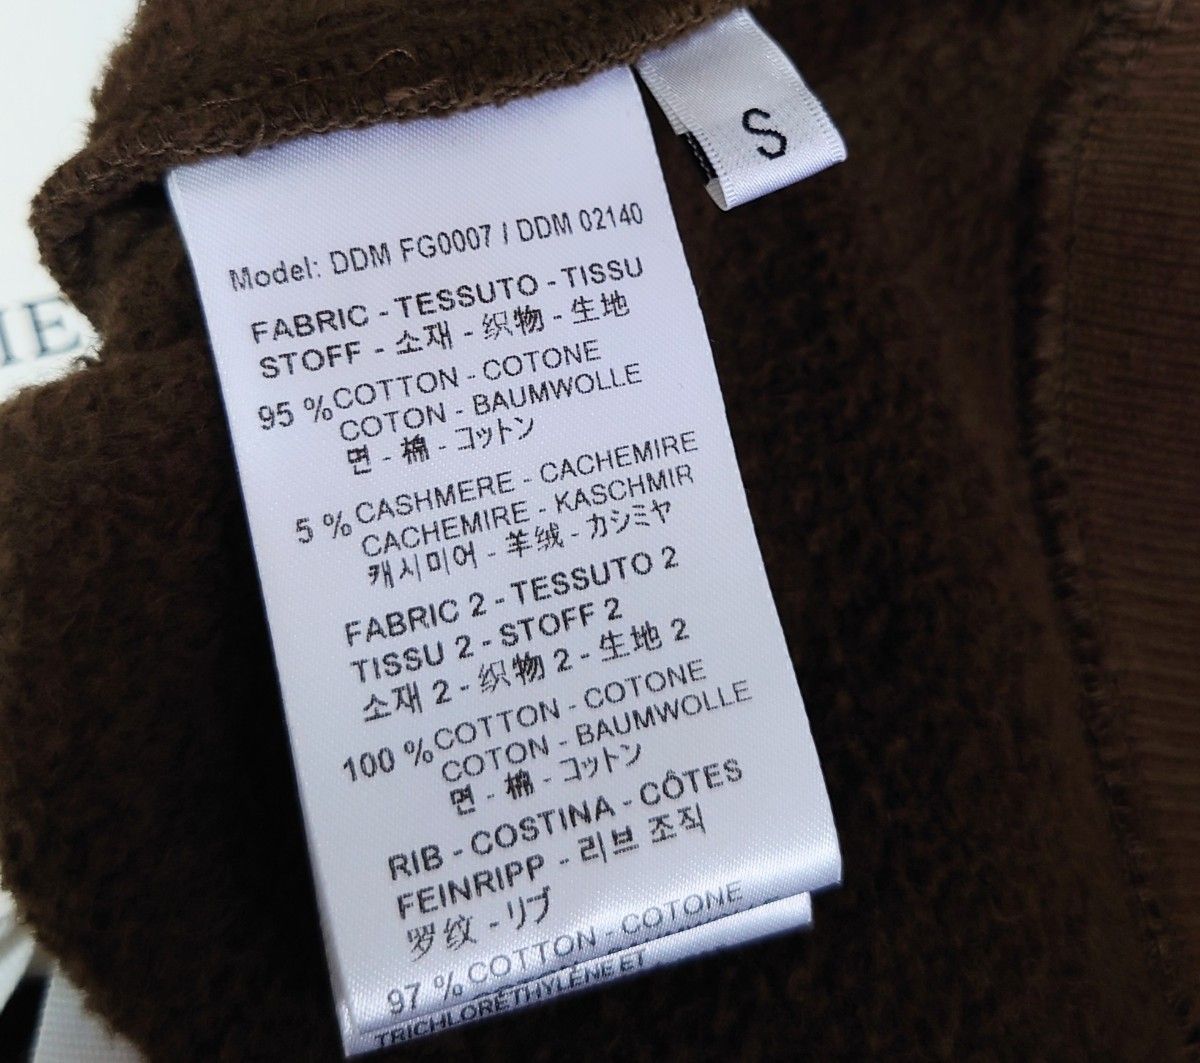 S
Model: DDM FG0007 / DDM 02140
FABRIC - TESSUTO - TISSU
STOFF - 소재 - 织物 - 生地
95 % COTTON - COTONE
COTON - BAUMWOLLE
면 - 棉 - コットン
5 % CASHMERE - CACHEMIRE
CACHEMIRE - KASCHMIR
캐시미어 - 羊绒 - カシミヤ
FABRIC 2 - TESSUTO 2
TISSU 2 - STOFF 2
소재 2 - 织物 2 - 生地 2
100 % COTTON - COTONE
COTON - BAUMWOLLE
면 - 棉 - コットン
RIB - COSTINA - CÔTES
FEINRIPP - 리브 조직
罗纹 - リブ
97 % COTTON - COTONE
TRICHLORÉTHYLÈNE ET